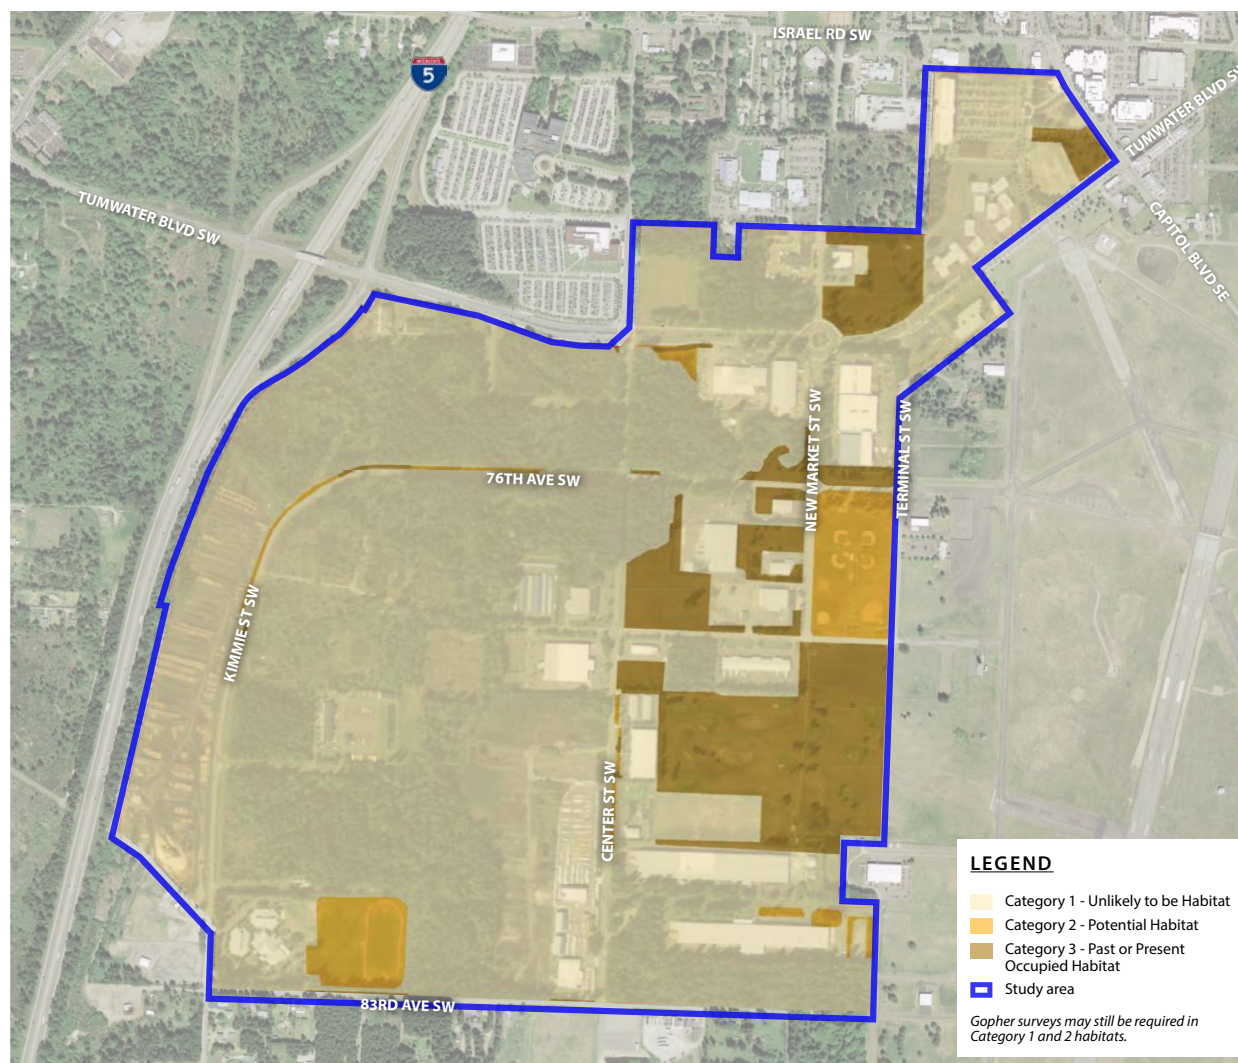 ISRAEL RD SW
5
TUMWATER BLVD SW
TUMWATER BLVD SW
CAPITOL BLVD SE
NEW MARKET ST SW
TERMINAL ST SW
76TH AVE SW
KIMMIE ST SW
CENTER ST SW
83RD AVE SW
LEGEND
Category 1 - Unlikely to be Habitat
Category 2 - Potential Habitat
Category 3 - Past or Present
Occupied Habitat
Study area
Gopher surveys may still be required in
Category 1 and 2 habitats.